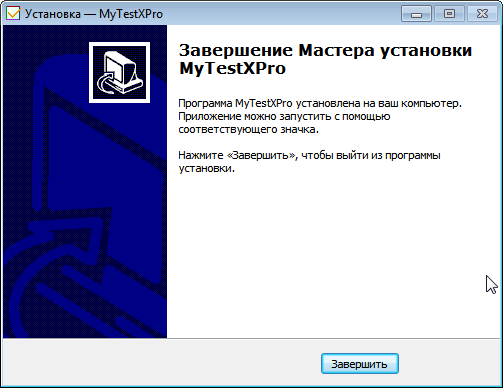 Установка — MyTestXPro
Завершение Мастера установки
MyTestXPro
Программа MyTestXPro установлена на ваш компьютер.
Приложение можно запустить с помощью
соответствующего значка.
Нажмите «Завершить», чтобы выйти из программы
установки.
Завершить